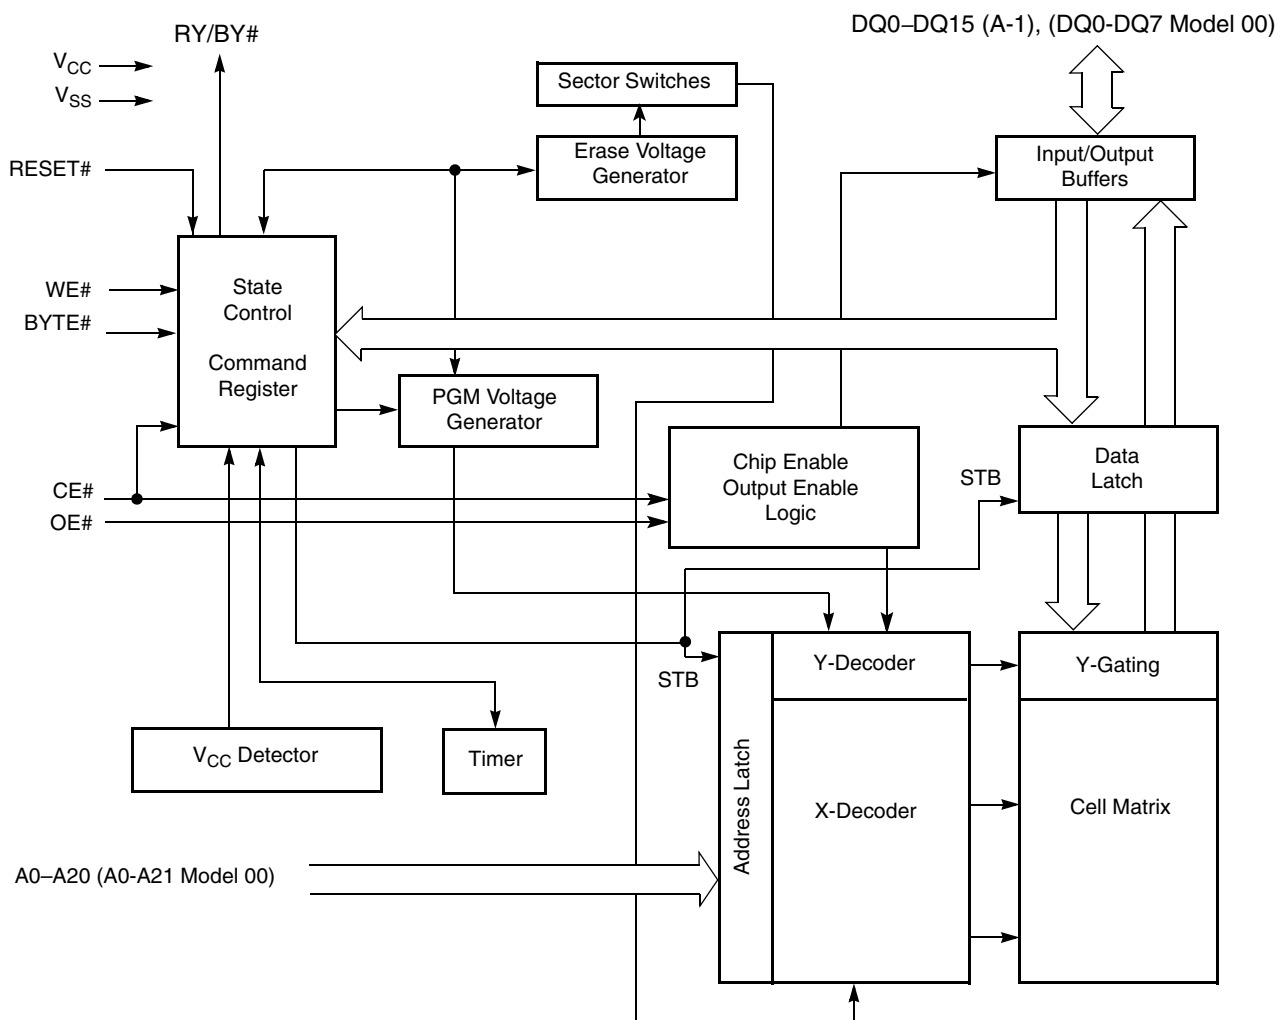 RY/BY#
DQ0–DQ15 (A-1), (DQ0-DQ7 Model 00)
VCC
VSS
Sector Switches
RESET#
Erase Voltage
Generator
Input/Output
Buffers
WE#
BYTE#
State
Control
Command
Register
PGM Voltage
Generator
CE#
OE#
Chip Enable
Output Enable
Logic
STB
Data
Latch
STB
Y-Decoder
Y-Gating
VCC Detector
Timer
Address Latch
X-Decoder
Cell Matrix
A0–A20 (A0-A21 Model 00)